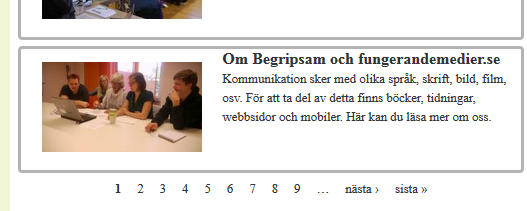 Om Begripsam och fungerandemedier.se
Kommunikation sker med olika språk, skrift, bild, film,
osv. För att ta del av detta finns böcker, tidningar,
webbsidor och mobiler. Här kan du läsa mer om oss.
1 2 3 4 5 6 7 8 9 … nästa › sista »